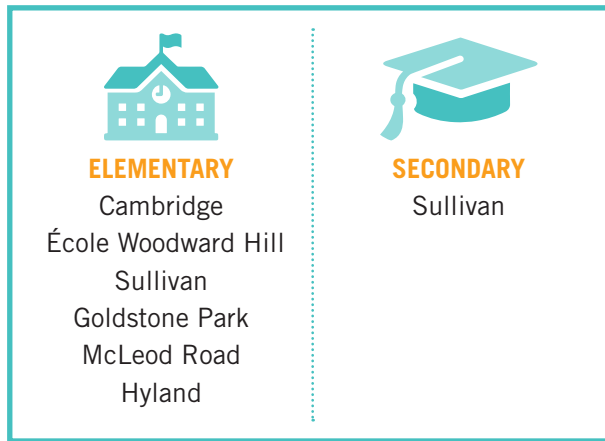 ELEMENTARY
Cambridge
École Woodward Hill
Sullivan
Goldstone Park
McLeod Road
Hyland
SECONDARY
Sullivan